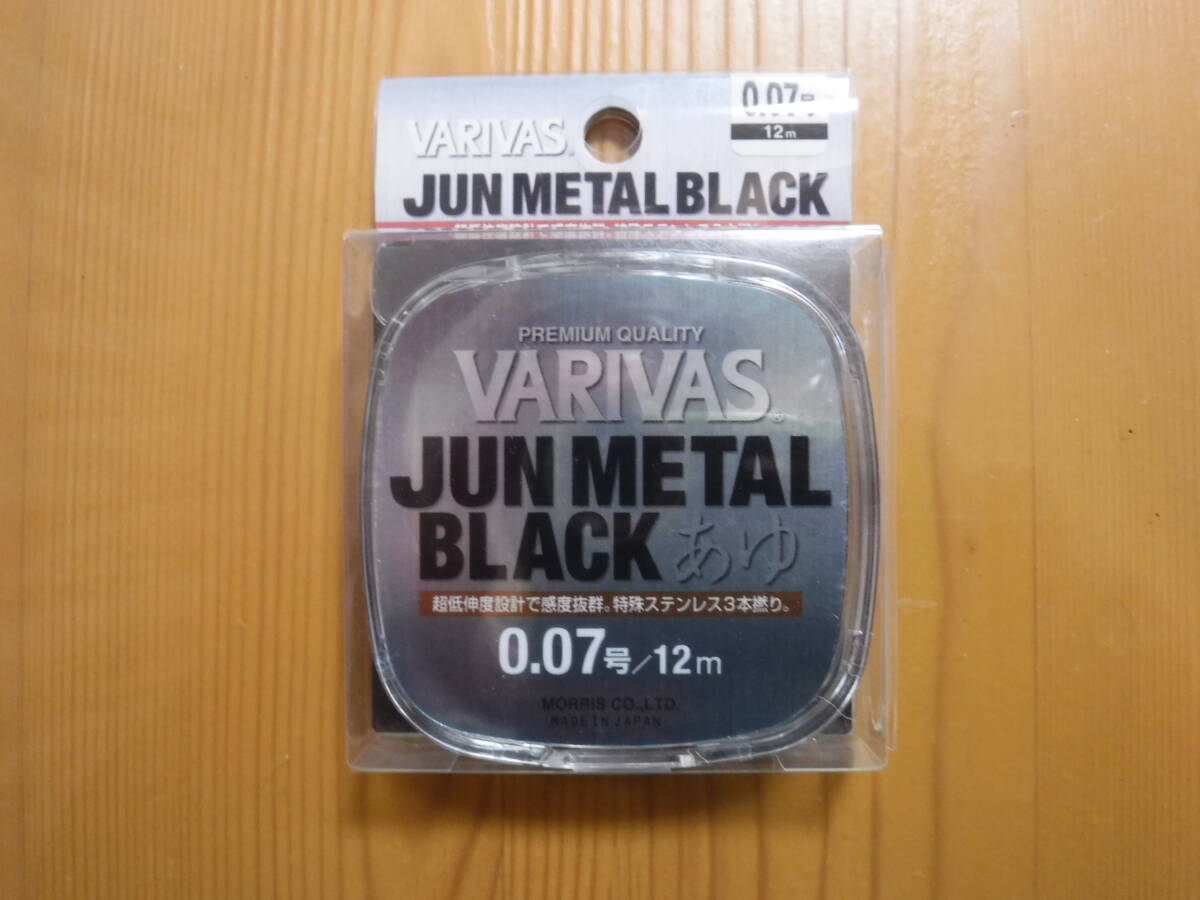 0.07号
12m
VARIVAS®
JUN METAL BLACK
PREMIUM QUALITY
VARIVAS®
JUN METAL
BLACK あゆ
超低伸度設計で感度抜群。特殊ステンレス3本撚り。
0.07号/12m
MORRIS CO.,LTD.
MADE IN JAPAN